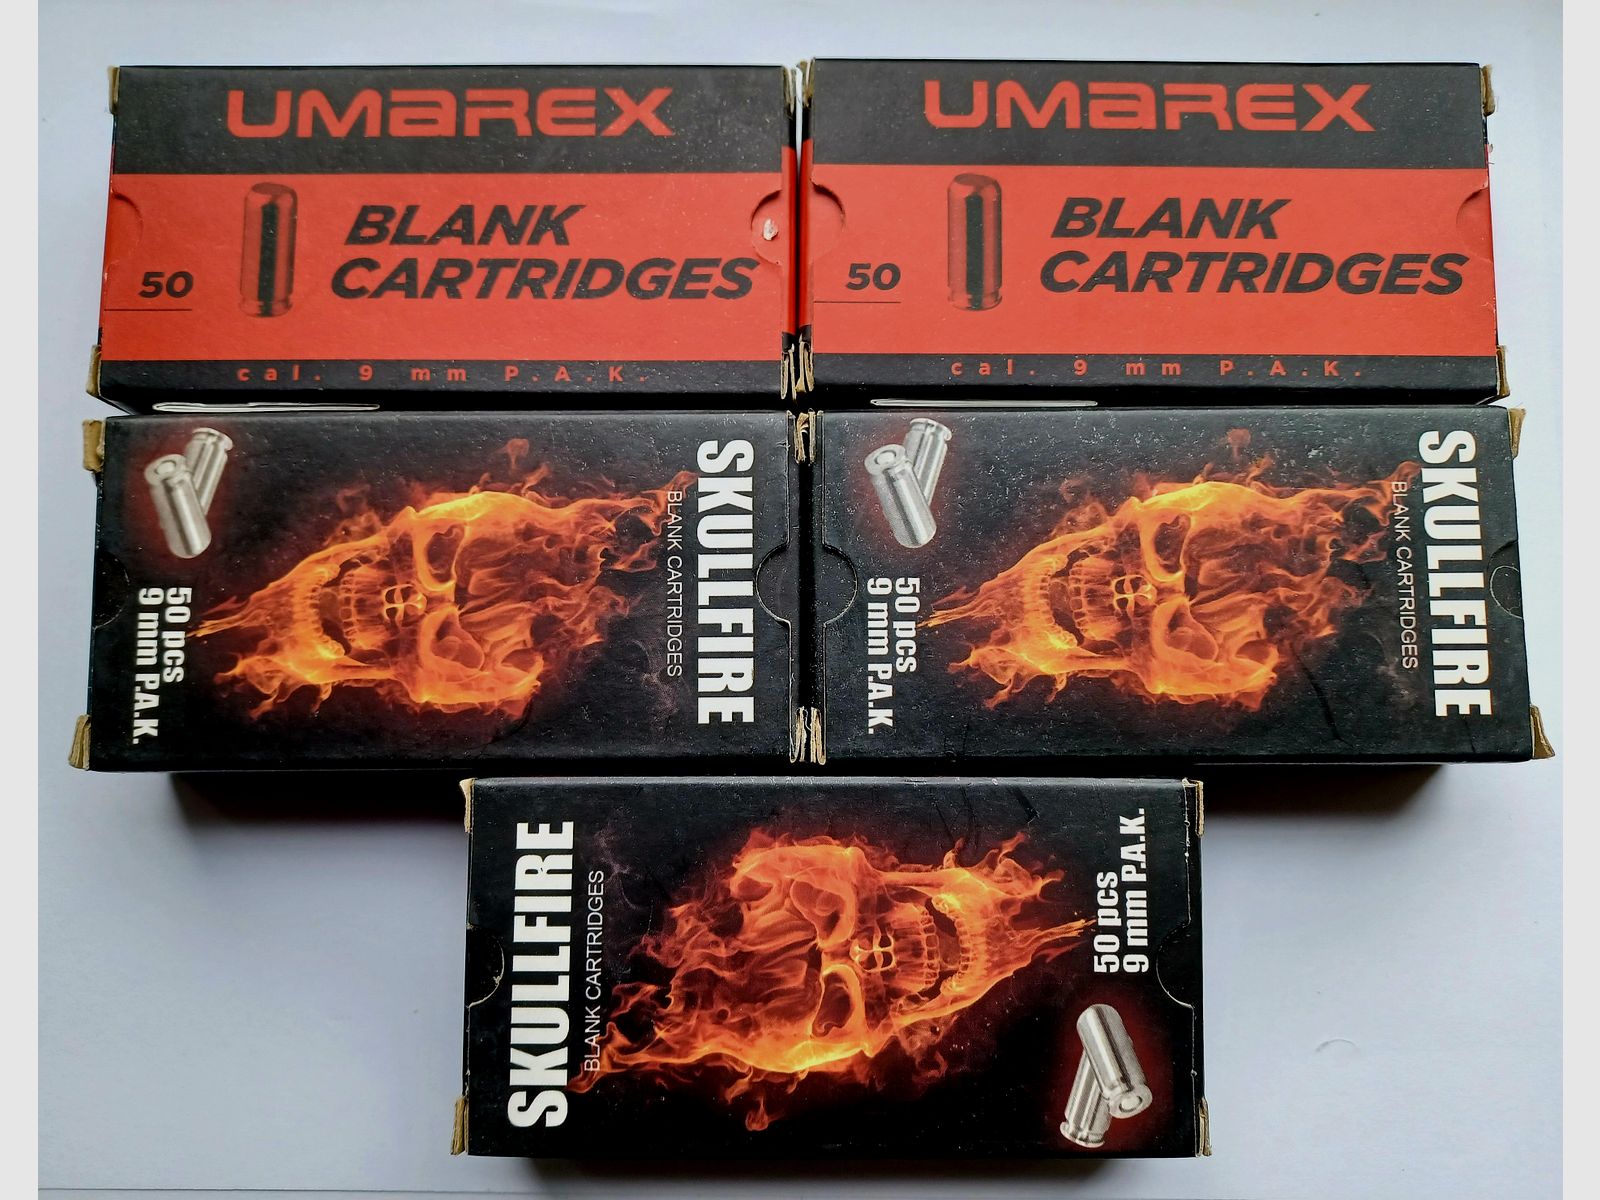 UMAREX
BLANK
CARTRIDGES
50
cal. 9 mm P.A.K.
UMAREX
BLANK
CARTRIDGES
50
cal. 9 mm P.A.K.
SKULLFIRE
BLANK CARTRIDGES
50 pcs
9 mm P.A.K.
SKULLFIRE
BLANK CARTRIDGES
50 pcs
9 mm P.A.K.
SKULLFIRE
BLANK CARTRIDGES
50 pcs
9 mm P.A.K.